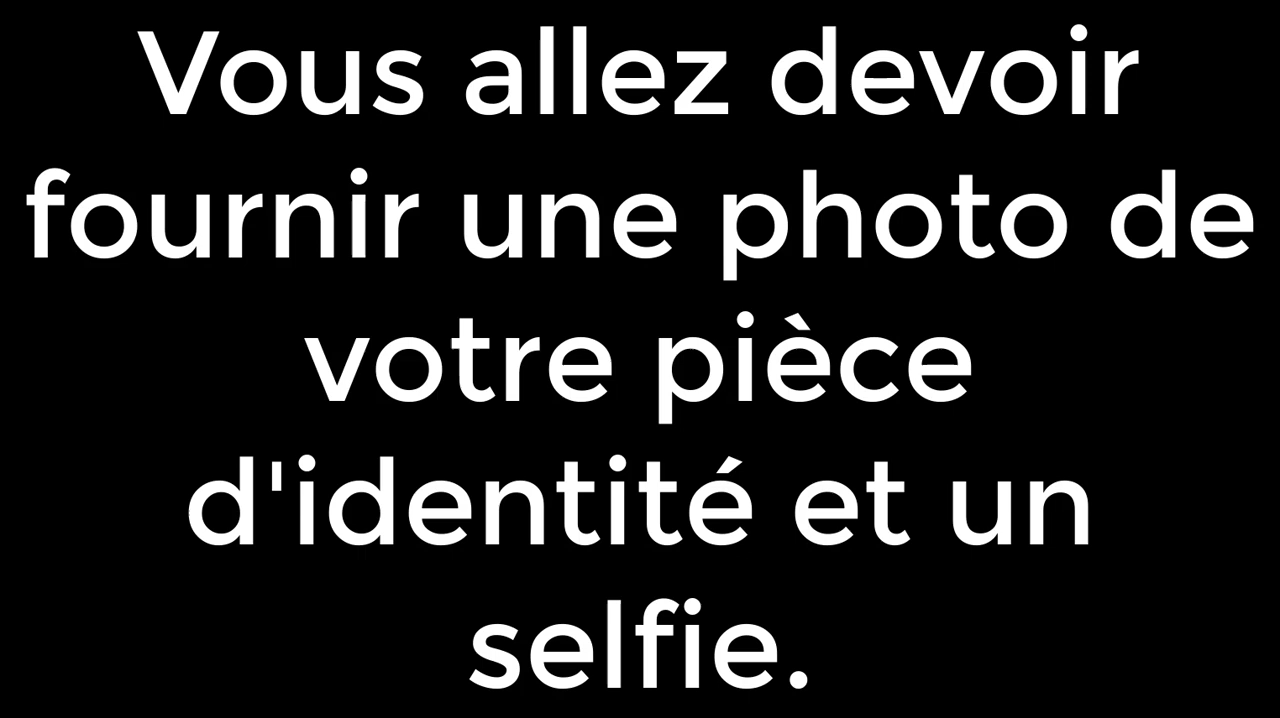 Vous allez devoir
fournir une photo de
votre pièce
d'identité et un
selfie.